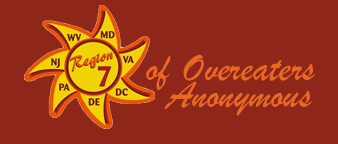 WV MD
NJ Region VA
7
PA DE DC
of Overeaters
Anonymous